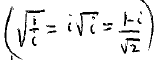 (√(1/i) = i√i = (1-i)/√2)